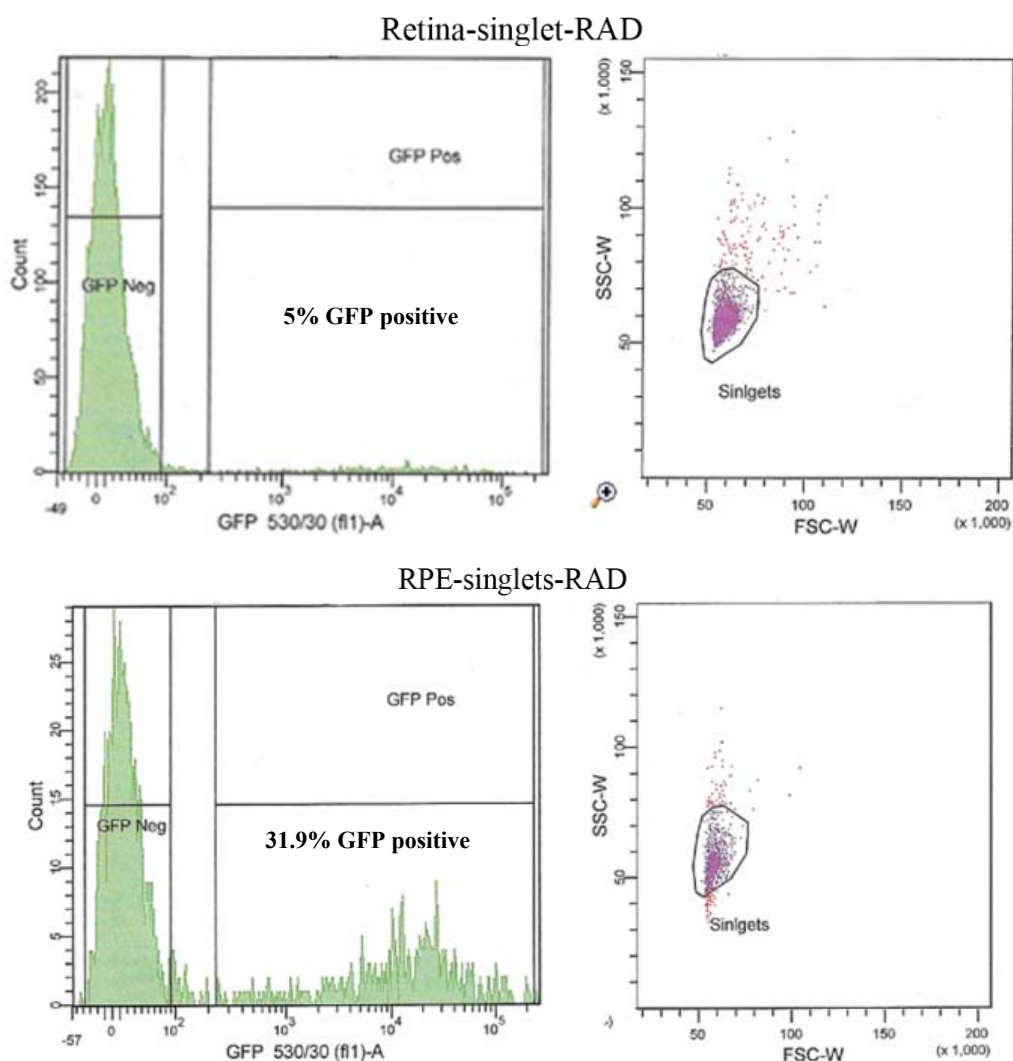 Retina-singlet-RAD
200
150
100
50
0
Count
GFP Pos
GFP Neg
5% GFP positive
-49 0 10² 10³ 10⁴ 10⁵
GFP 530/30 (fl1)-A
(x 1,000)
150
100
50
SSC-W
Sinlgets
50 100 150 200
FSC-W (x 1,000)
RPE-singlets-RAD
25
20
15
10
5
0
Count
GFP Pos
GFP Neg
31.9% GFP positive
-57 0 10² 10³ 10⁴ 10⁵
GFP 530/30 (fl1)-A
(x 1,000)
150
100
50
SSC-W
Sinlgets
-)
50 100 150 200
FSC-W (x 1,000)